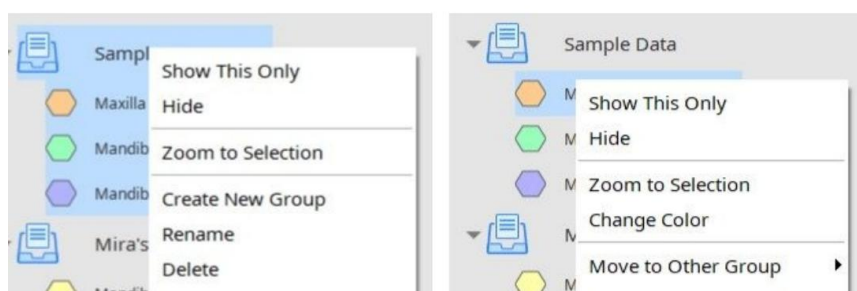 Sampl
Show This Only
Maxilla
Hide
Mandib
Zoom to Selection
Mandib
Create New Group
Rename
Mira's
Delete
Sample Data
M
Show This Only
M
Hide
M
Zoom to Selection
Change Color
M
Move to Other Group
M